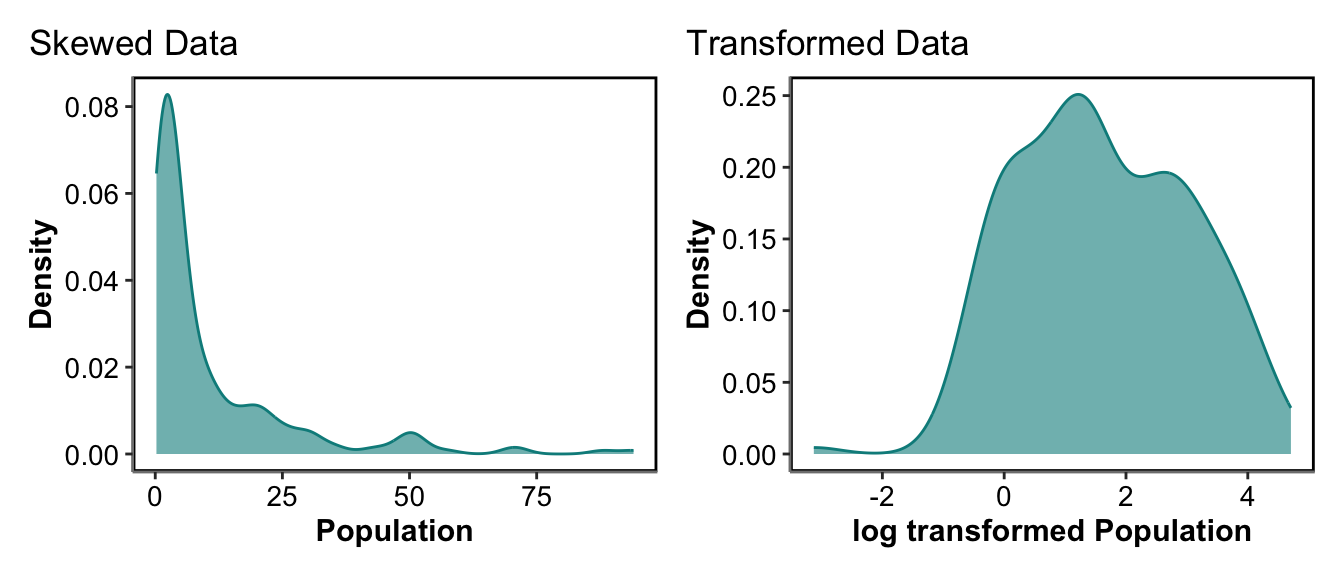 Skewed Data
0.08
0.06
0.04
0.02
0.00
Density
0 25 50 75
Population
Transformed Data
0.25
0.20
0.15
0.10
0.05
0.00
Density
-2 0 2 4
log transformed Population